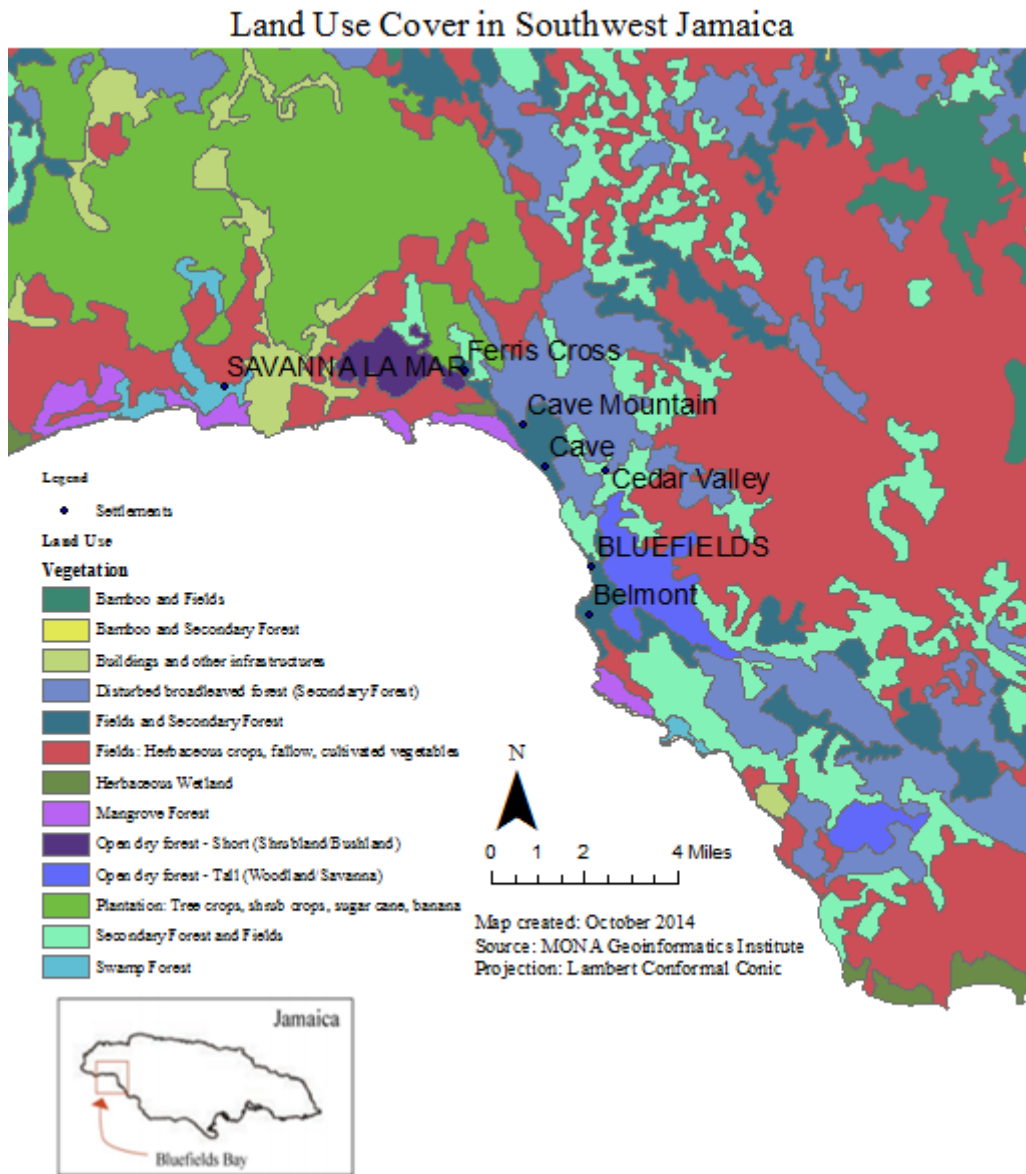 Land Use Cover in Southwest Jamaica
SAVANNA LA MAR
Ferris Cross
Cave Mountain
Cave
Cedar Valley
BLUEFIELDS
Belmont
Legend
Settlements
Land Use
Vegetation
Bamboo and Fields
Bamboo and Secondary Forest
Buildings and other infrastructures
Disturbed broadleaved forest (Secondary Forest)
Fields and Secondary Forest
Fields: Herbaceous crops, fallow, cultivated vegetables
Herbaceous Wetland
Mangrove Forest
Open dry forest - Short (Shrubland/Bushland)
Open dry forest - Tall (Woodland/Savanna)
Plantation: Tree crops, shrub crops, sugar cane, banana
Secondary Forest and Fields
Swamp Forest
N
0 1 2 4 Miles
Map created: October 2014
Source: MONA Geoinformatics Institute
Projection: Lambert Conformal Conic
Jamaica
Bluefields Bay